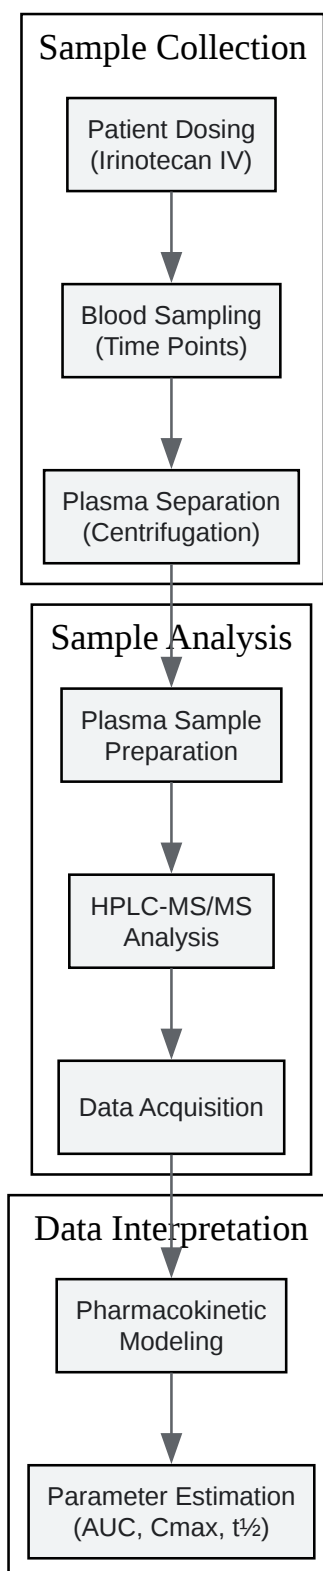 Sample Collection
Patient Dosing
(Irinotecan IV)
Blood Sampling
(Time Points)
Plasma Separation
(Centrifugation)
Sample Analysis
Plasma Sample
Preparation
HPLC-MS/MS
Analysis
Data Acquisition
Data Interpretation
Pharmacokinetic
Modeling
Parameter Estimation
(AUC, Cmax, t½)